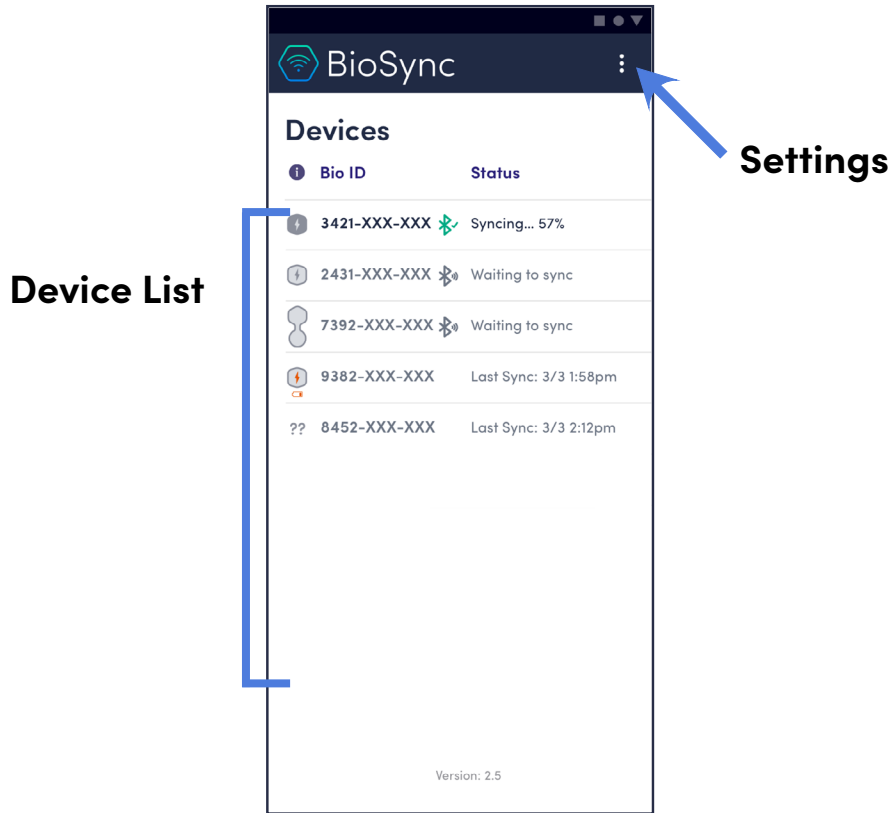 BioSync
Settings
Devices
Bio ID Status
Device List
3421-XXX-XXX Syncing... 57%
2431-XXX-XXX Waiting to sync
7392-XXX-XXX Waiting to sync
9382-XXX-XXX Last Sync: 3/3 1:58pm
?? 8452-XXX-XXX Last Sync: 3/3 2:12pm
Version: 2.5